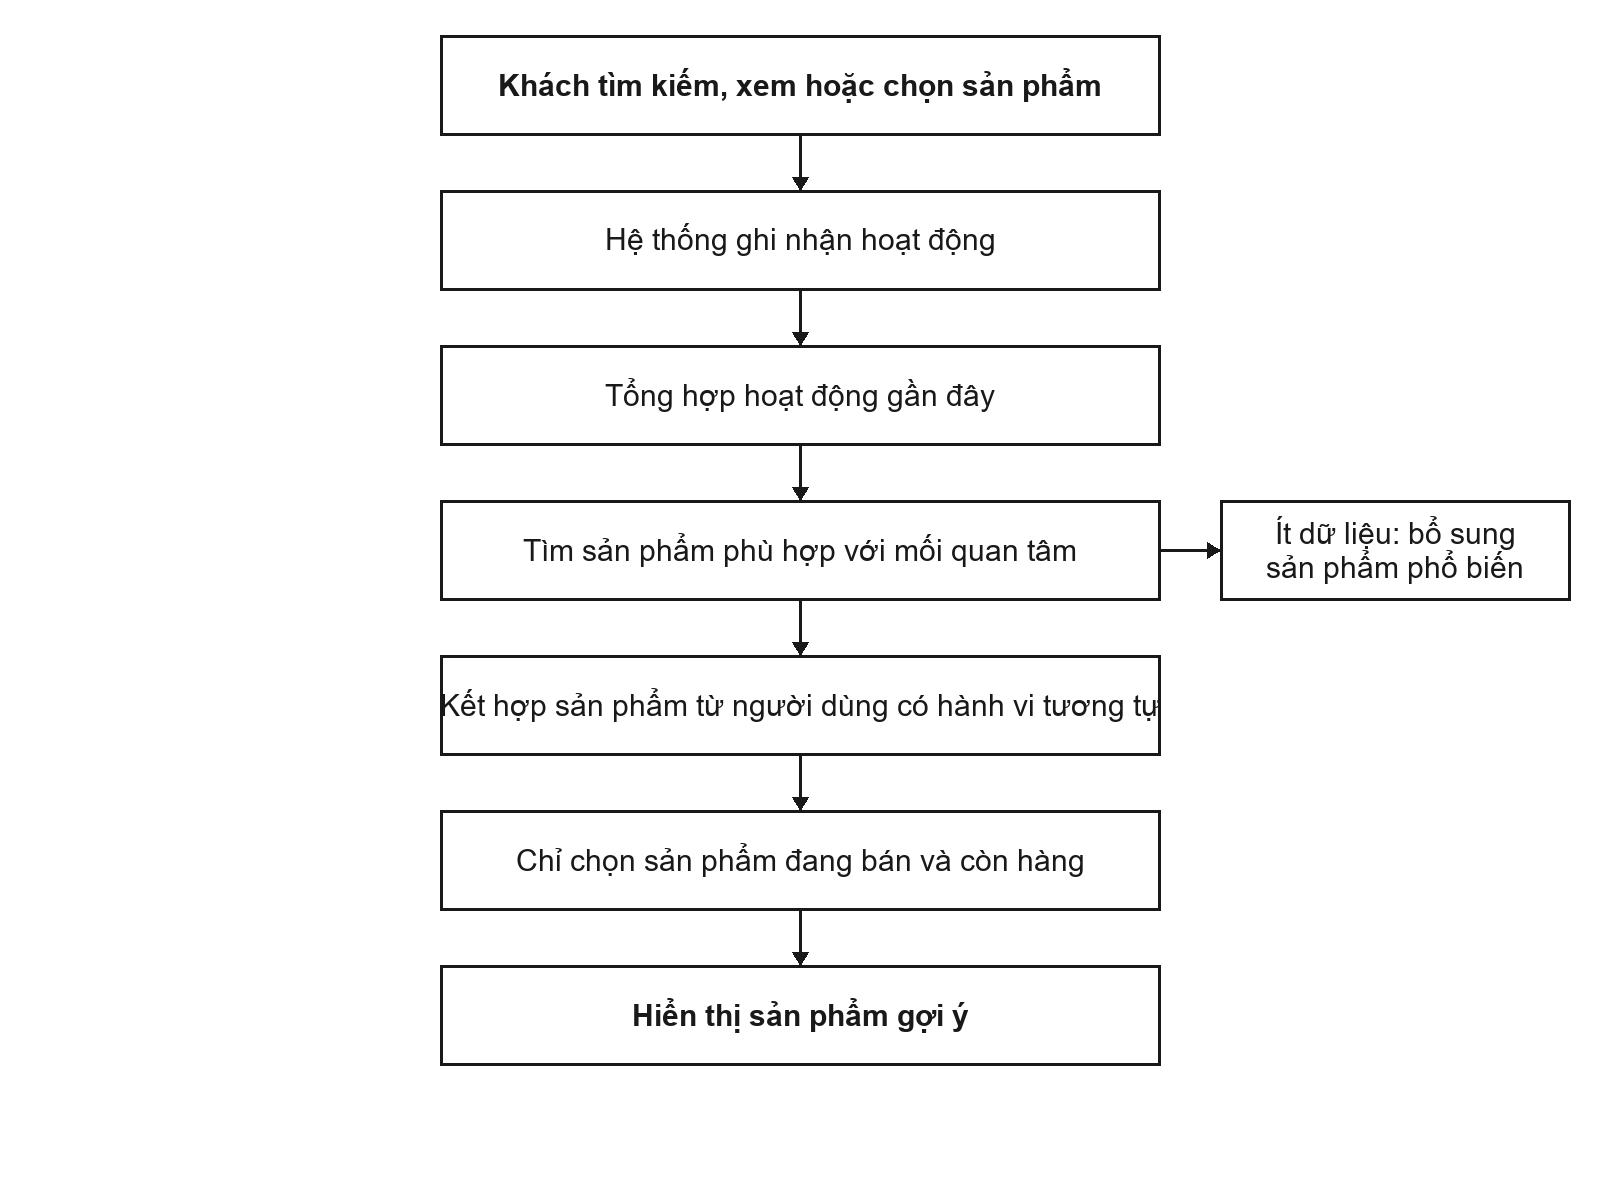 Khách tìm kiếm, xem hoặc chọn sản phẩm
Hệ thống ghi nhận hoạt động
Tổng hợp hoạt động gần đây
Tìm sản phẩm phù hợp với mối quan tâm
Ít dữ liệu: bổ sung
sản phẩm phổ biến
Kết hợp sản phẩm từ người dùng có hành vi tương tự
Chỉ chọn sản phẩm đang bán và còn hàng
Hiển thị sản phẩm gợi ý